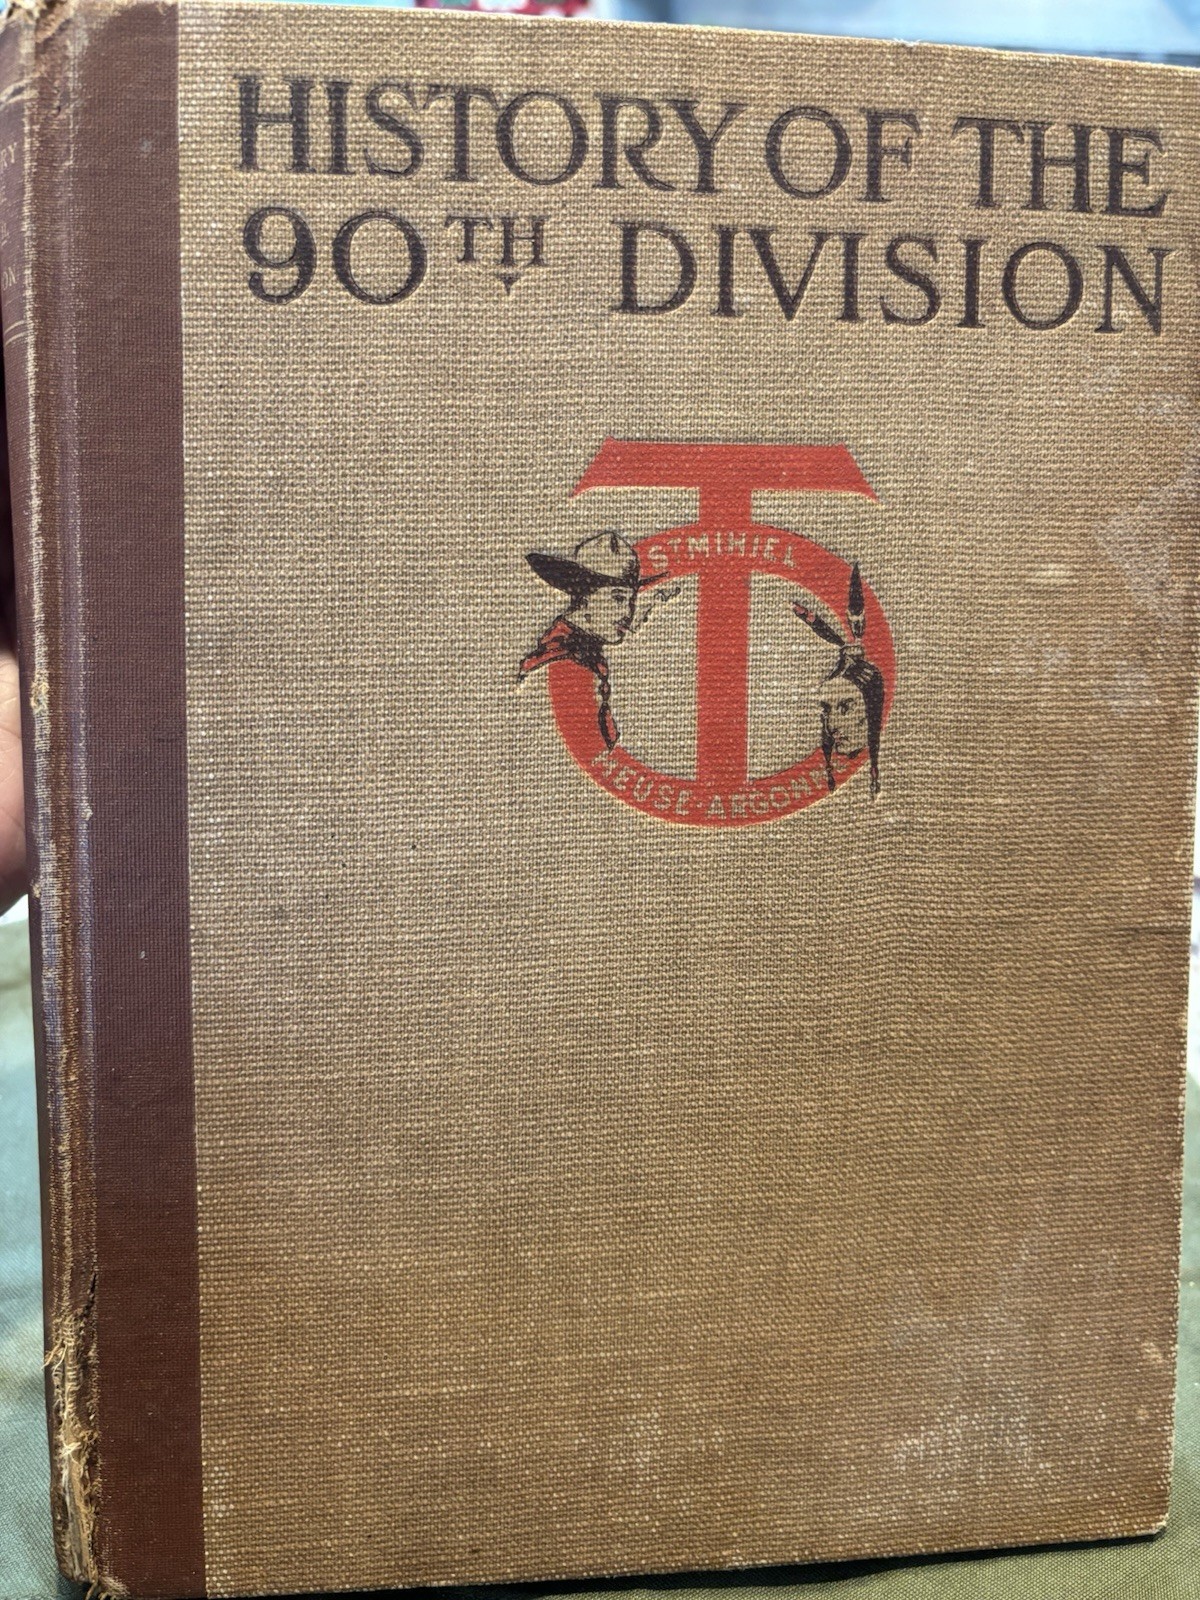 HISTORY OF THE
90TH DIVISION
ST MIHIEL
MEUSE-ARGONNE